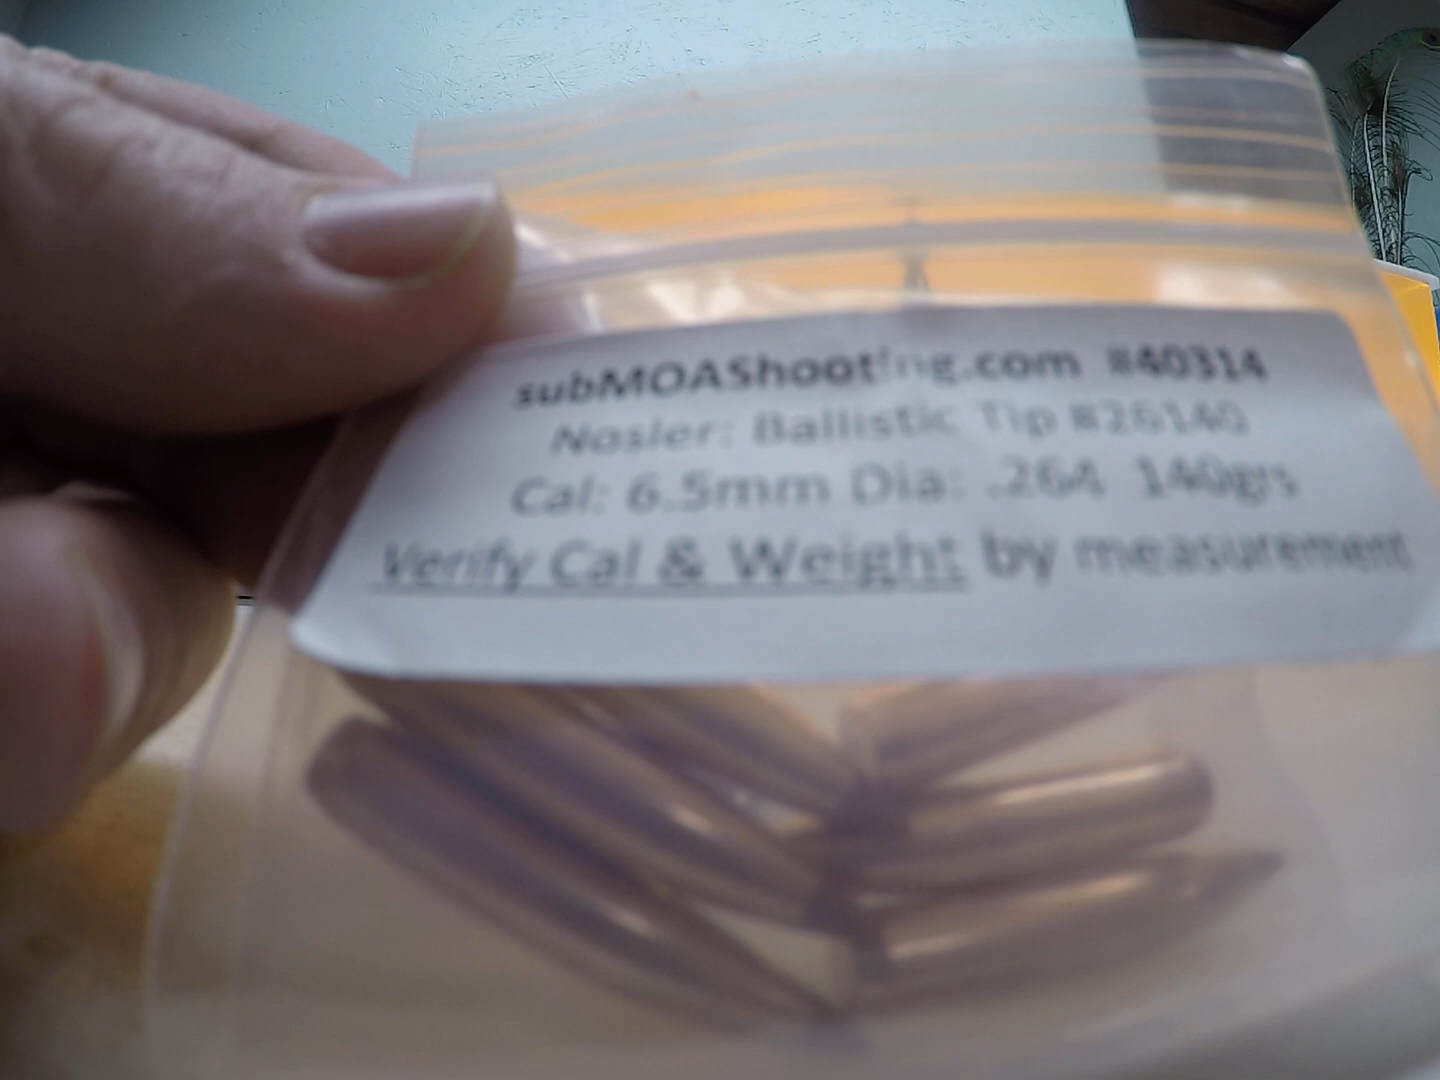 subMOAShooting.com #40314
Nosler: Ballistic Tip #26140
Cal: 6.5mm Dia: .264 140grs
Verify Cal & Weight by measurement